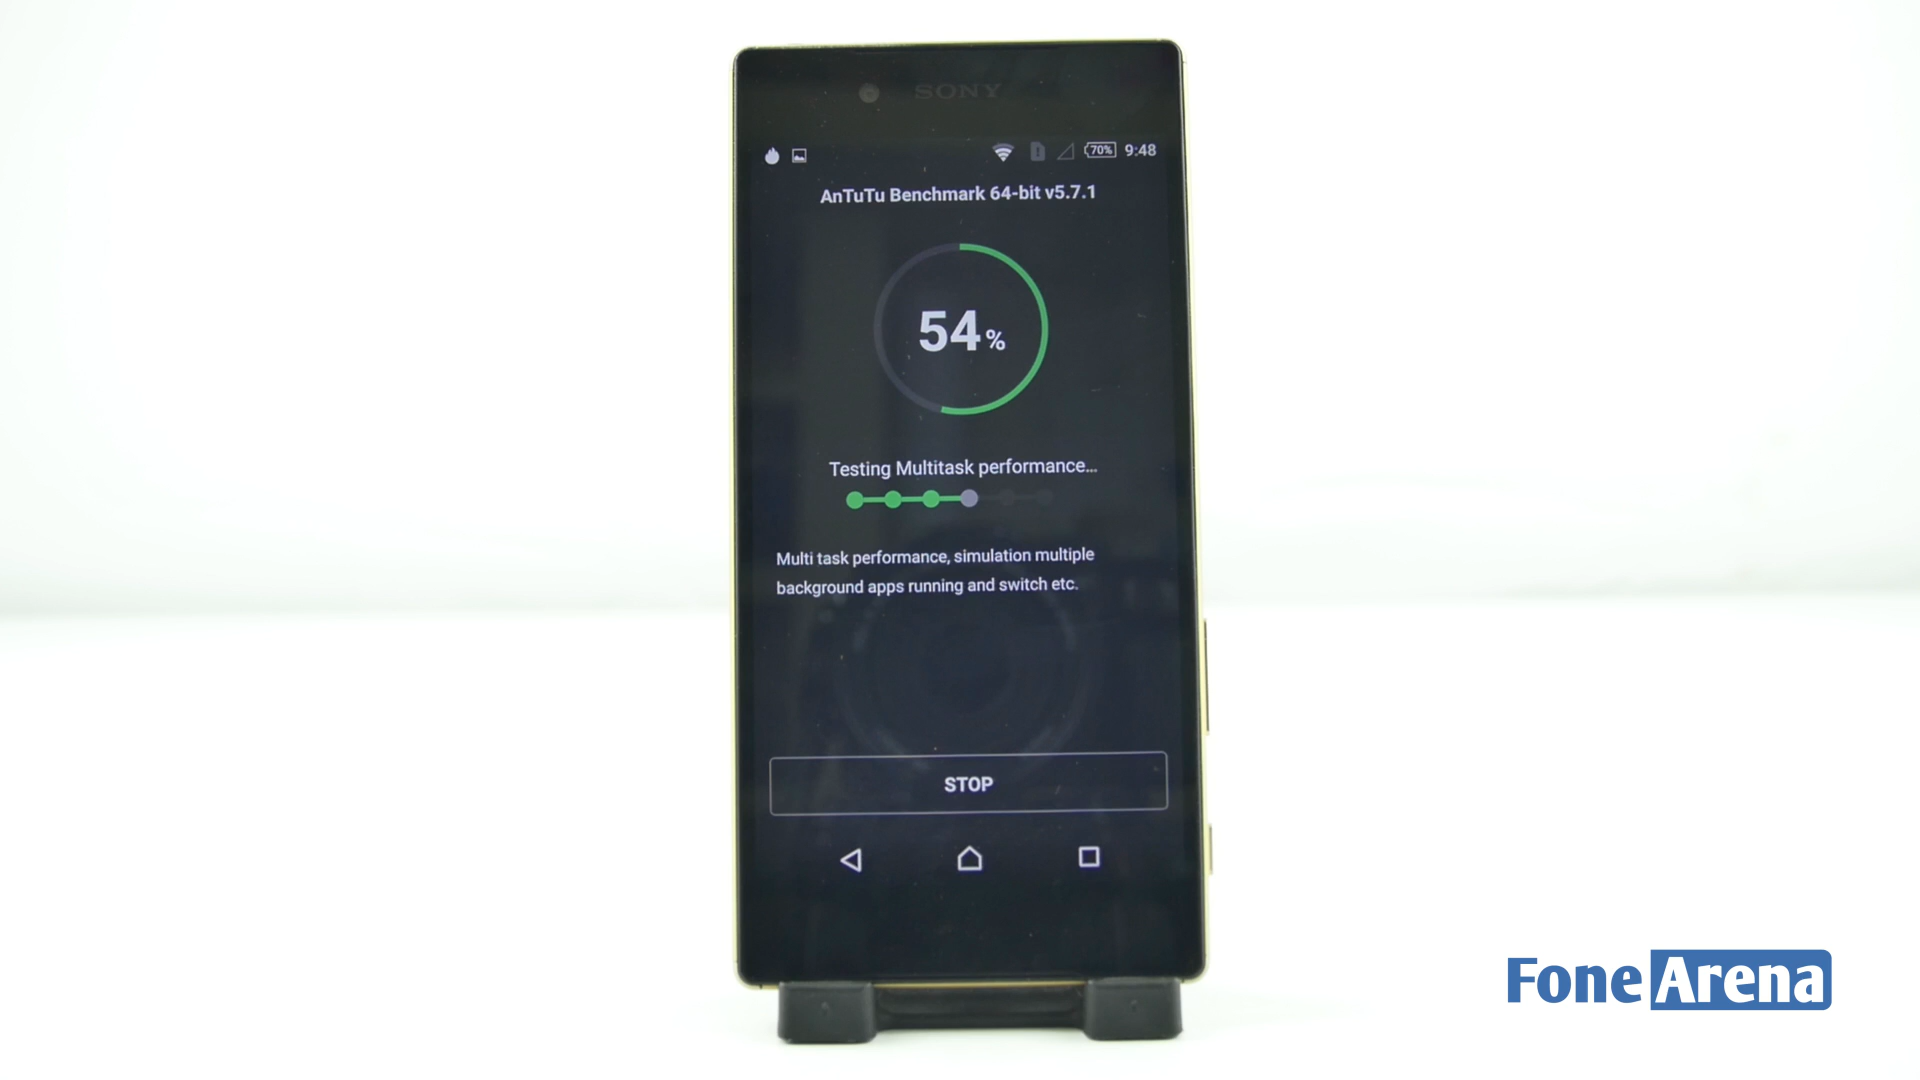 SONY
70% 9:48
AnTuTu Benchmark 64-bit v5.7.1
54%
Testing Multitask performance...
Multi task performance, simulation multiple
background apps running and switch etc.
STOP
FoneArena